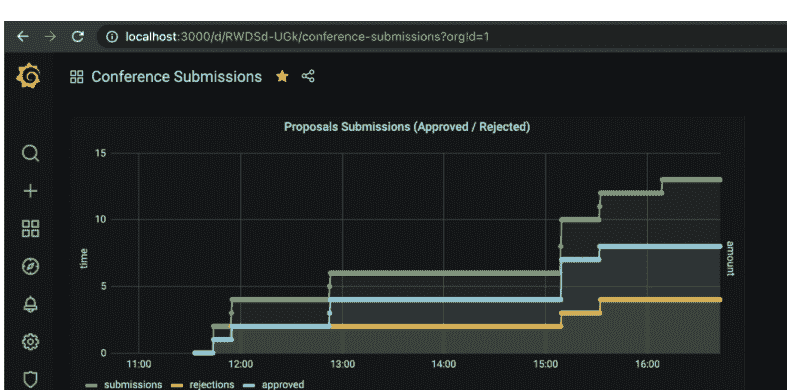 localhost:3000/d/RWDSd-UGk/conference-submissions?orgId=1
Conference Submissions
Proposals Submissions (Approved / Rejected)
15
10
5
0
time
amount
11:00 12:00 13:00 14:00 15:00 16:00
submissions rejections approved